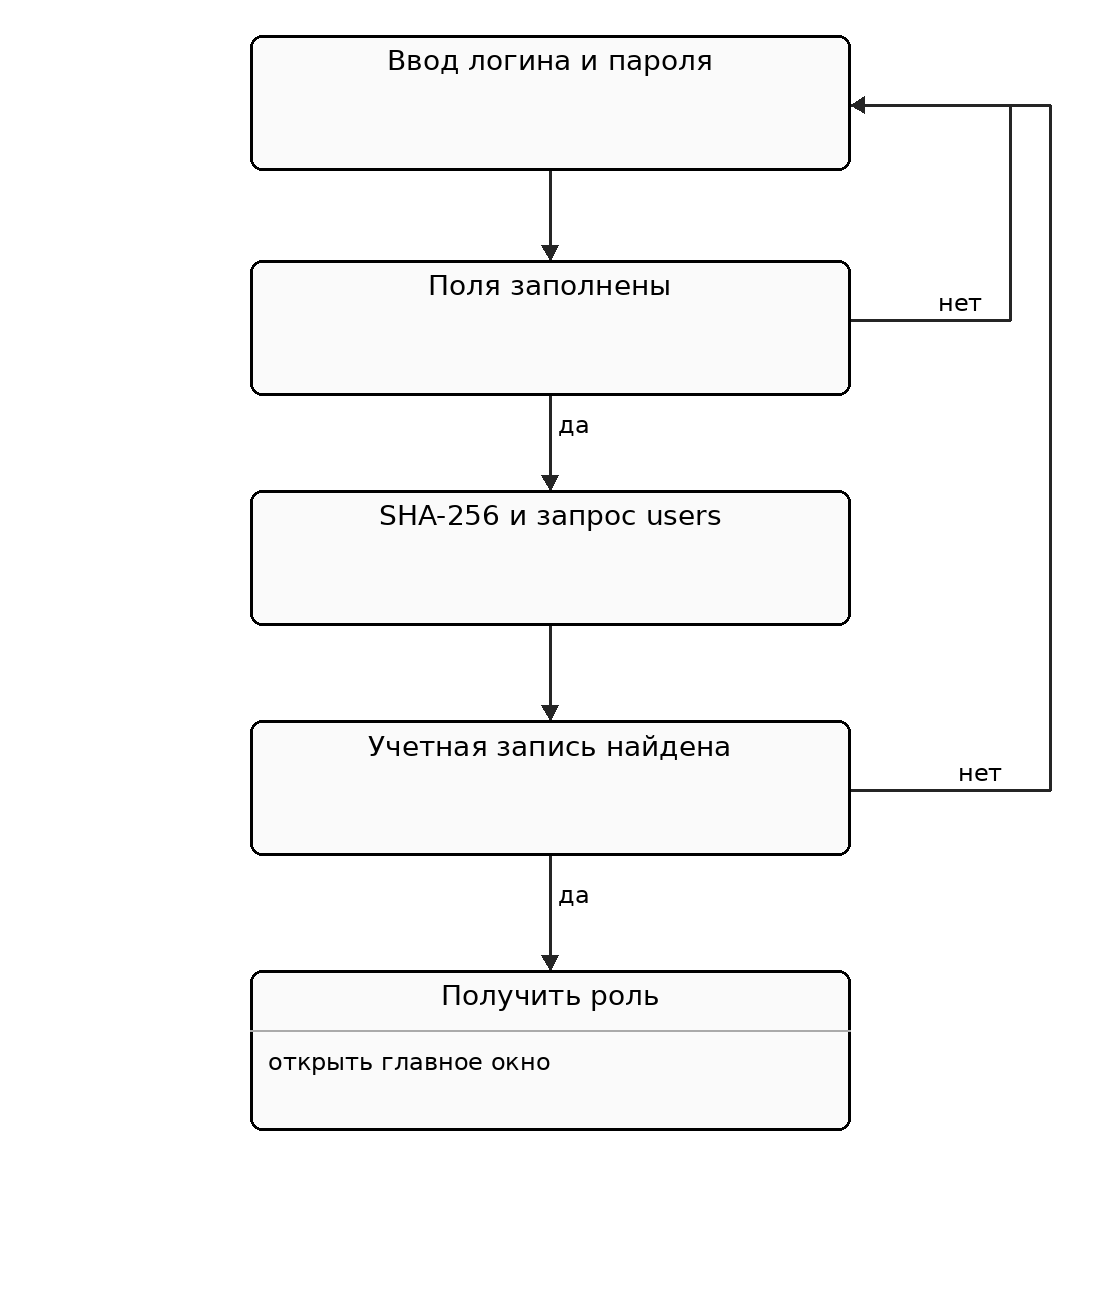 Ввод логина и пароля
Поля заполнены
нет
да
SHA-256 и запрос users
Учетная запись найдена
нет
да
Получить роль
открыть главное окно